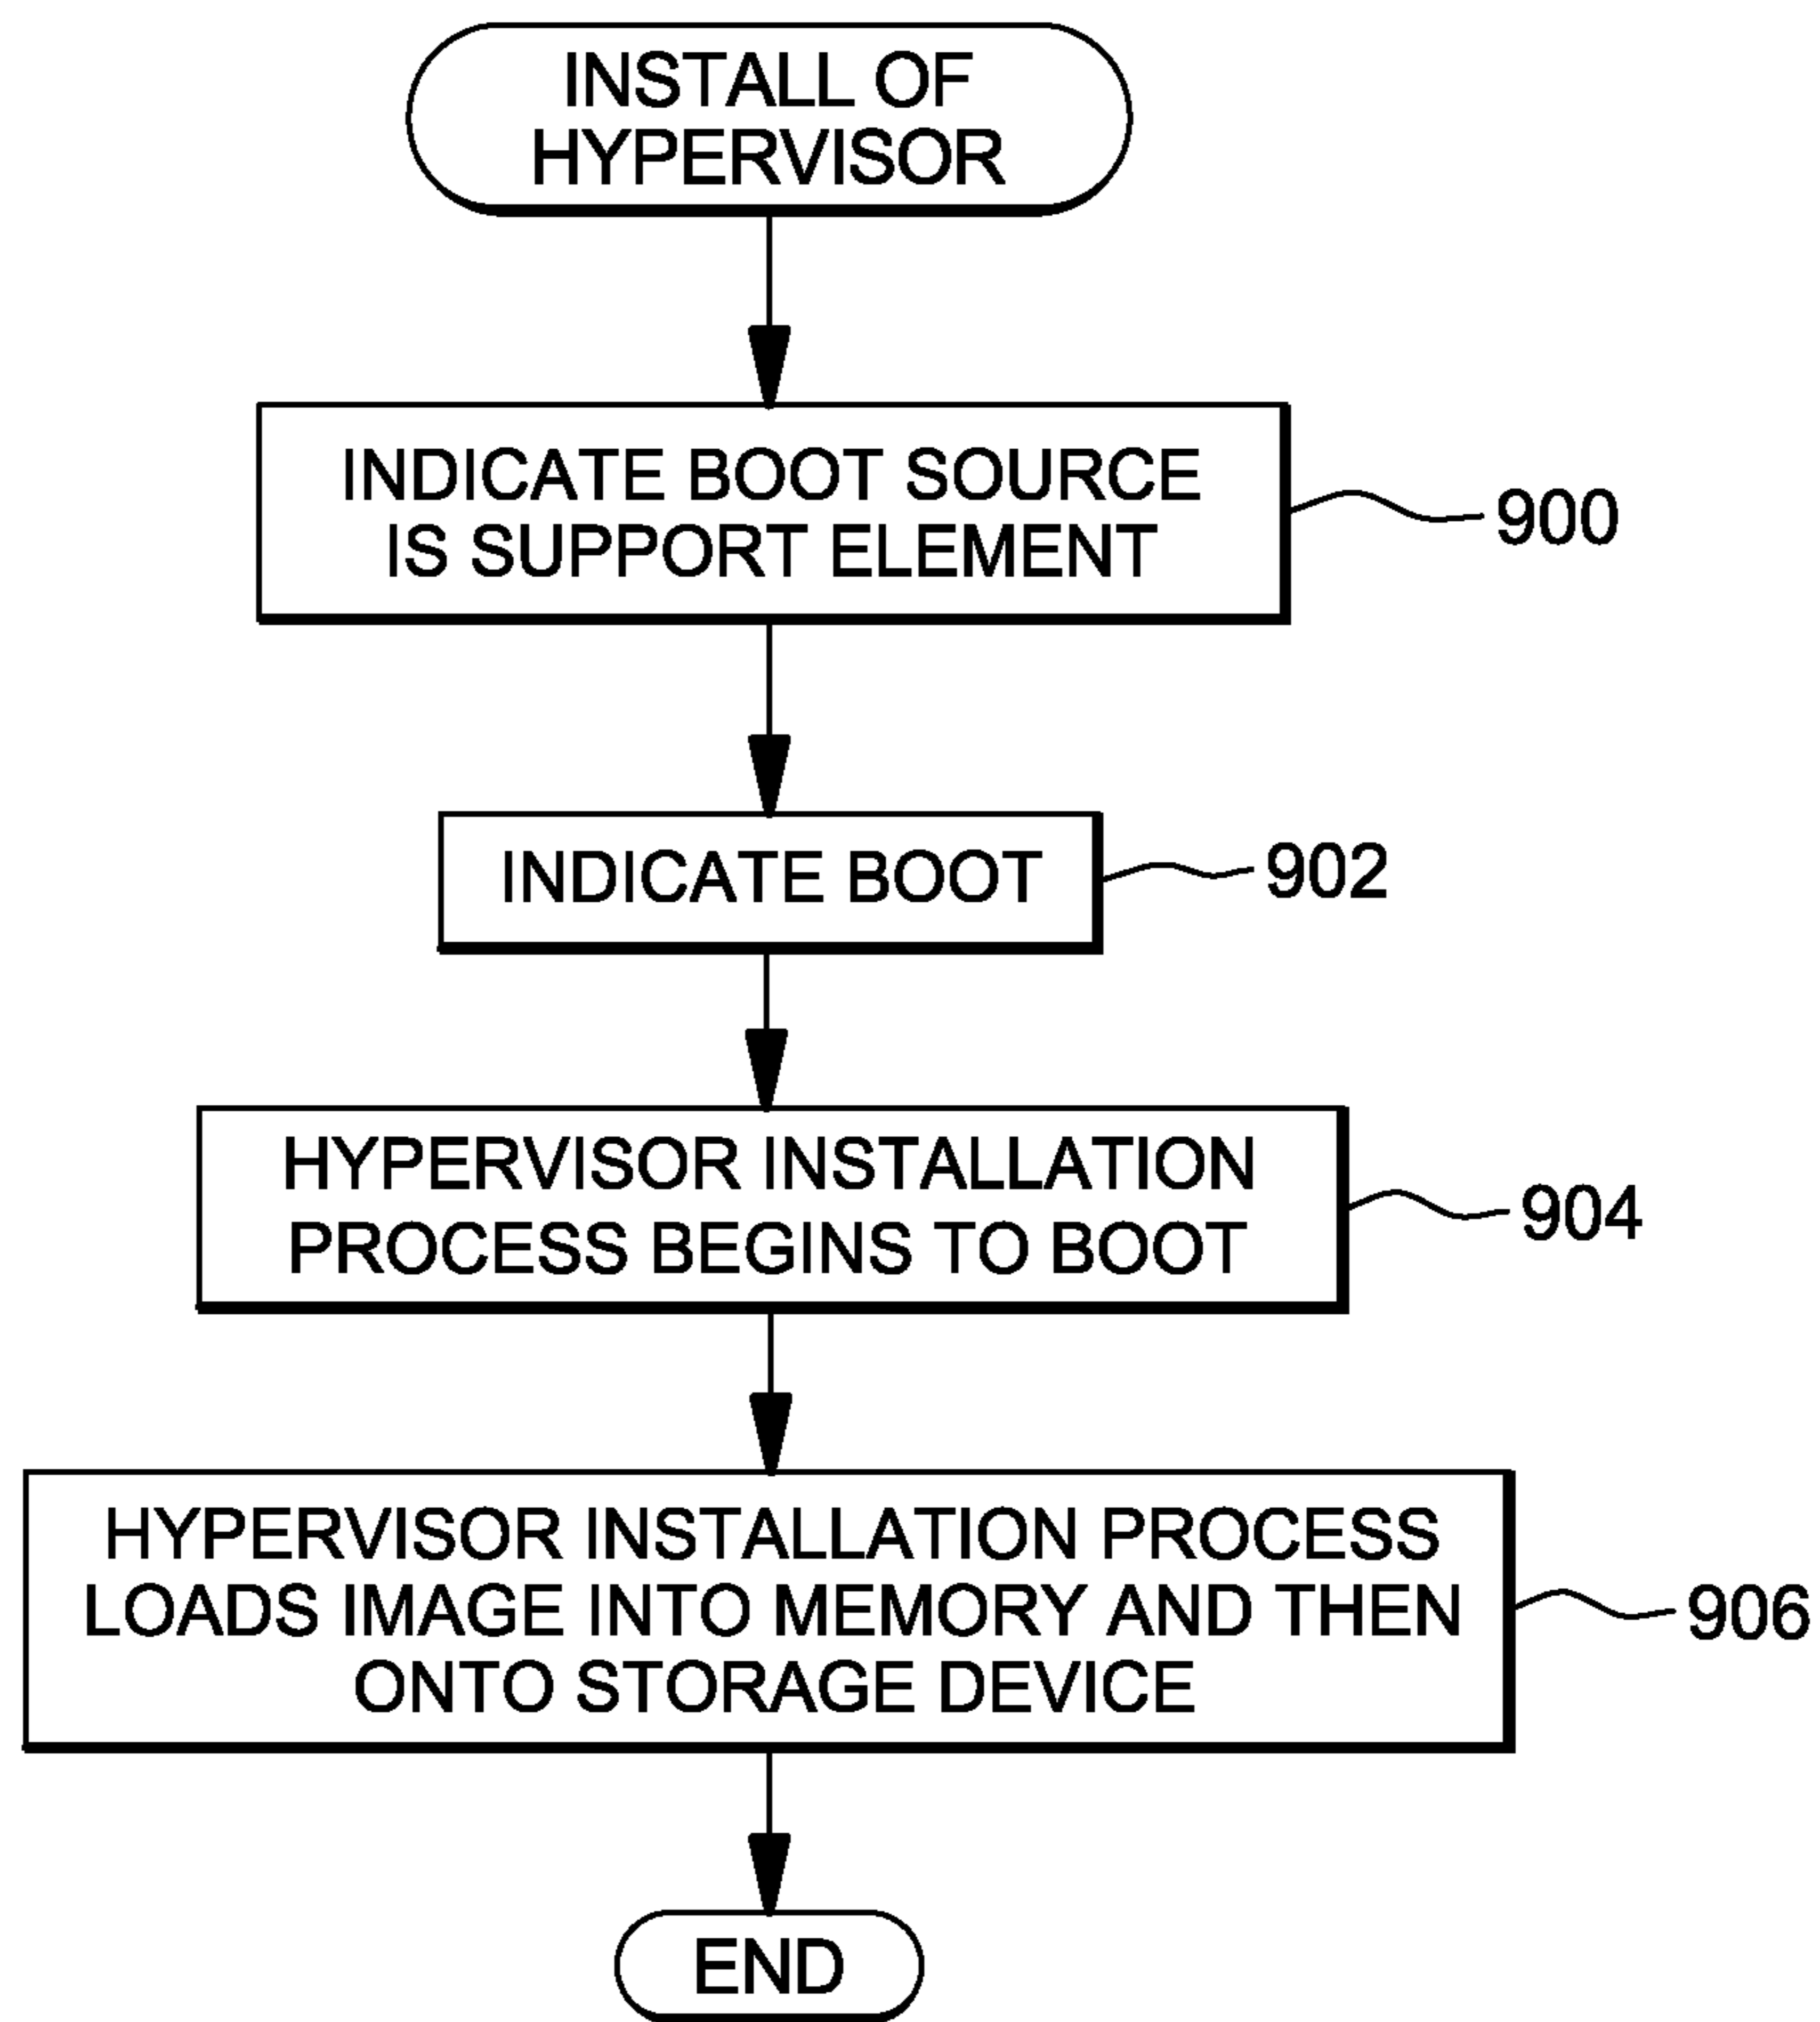 INSTALL OF
HYPERVISOR
INDICATE BOOT SOURCE
IS SUPPORT ELEMENT
900
INDICATE BOOT
902
HYPERVISOR INSTALLATION
PROCESS BEGINS TO BOOT
904
HYPERVISOR INSTALLATION PROCESS
LOADS IMAGE INTO MEMORY AND THEN
ONTO STORAGE DEVICE
906
END